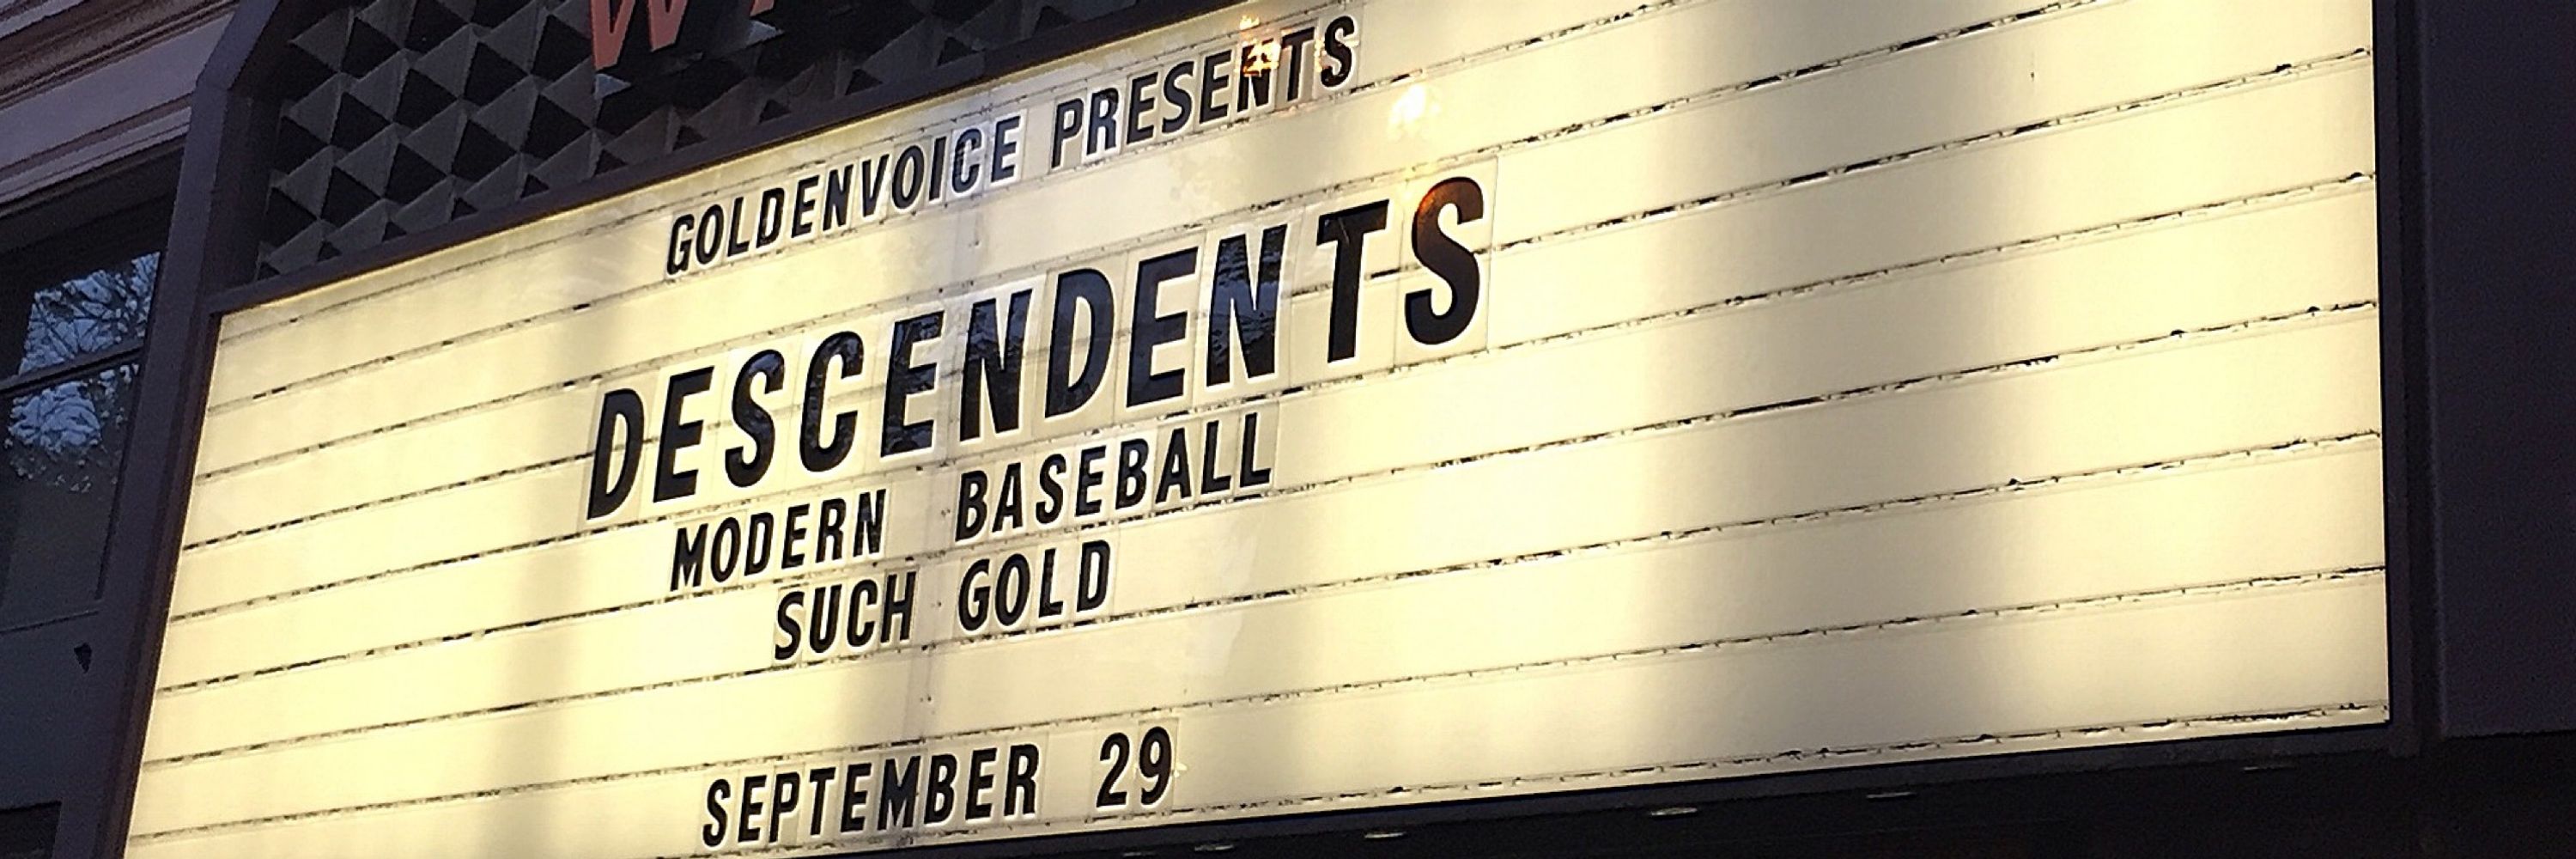 GOLDENVOICE PRESENTS
DESCENDENTS
MODERN BASEBALL
SUCH GOLD
SEPTEMBER 29